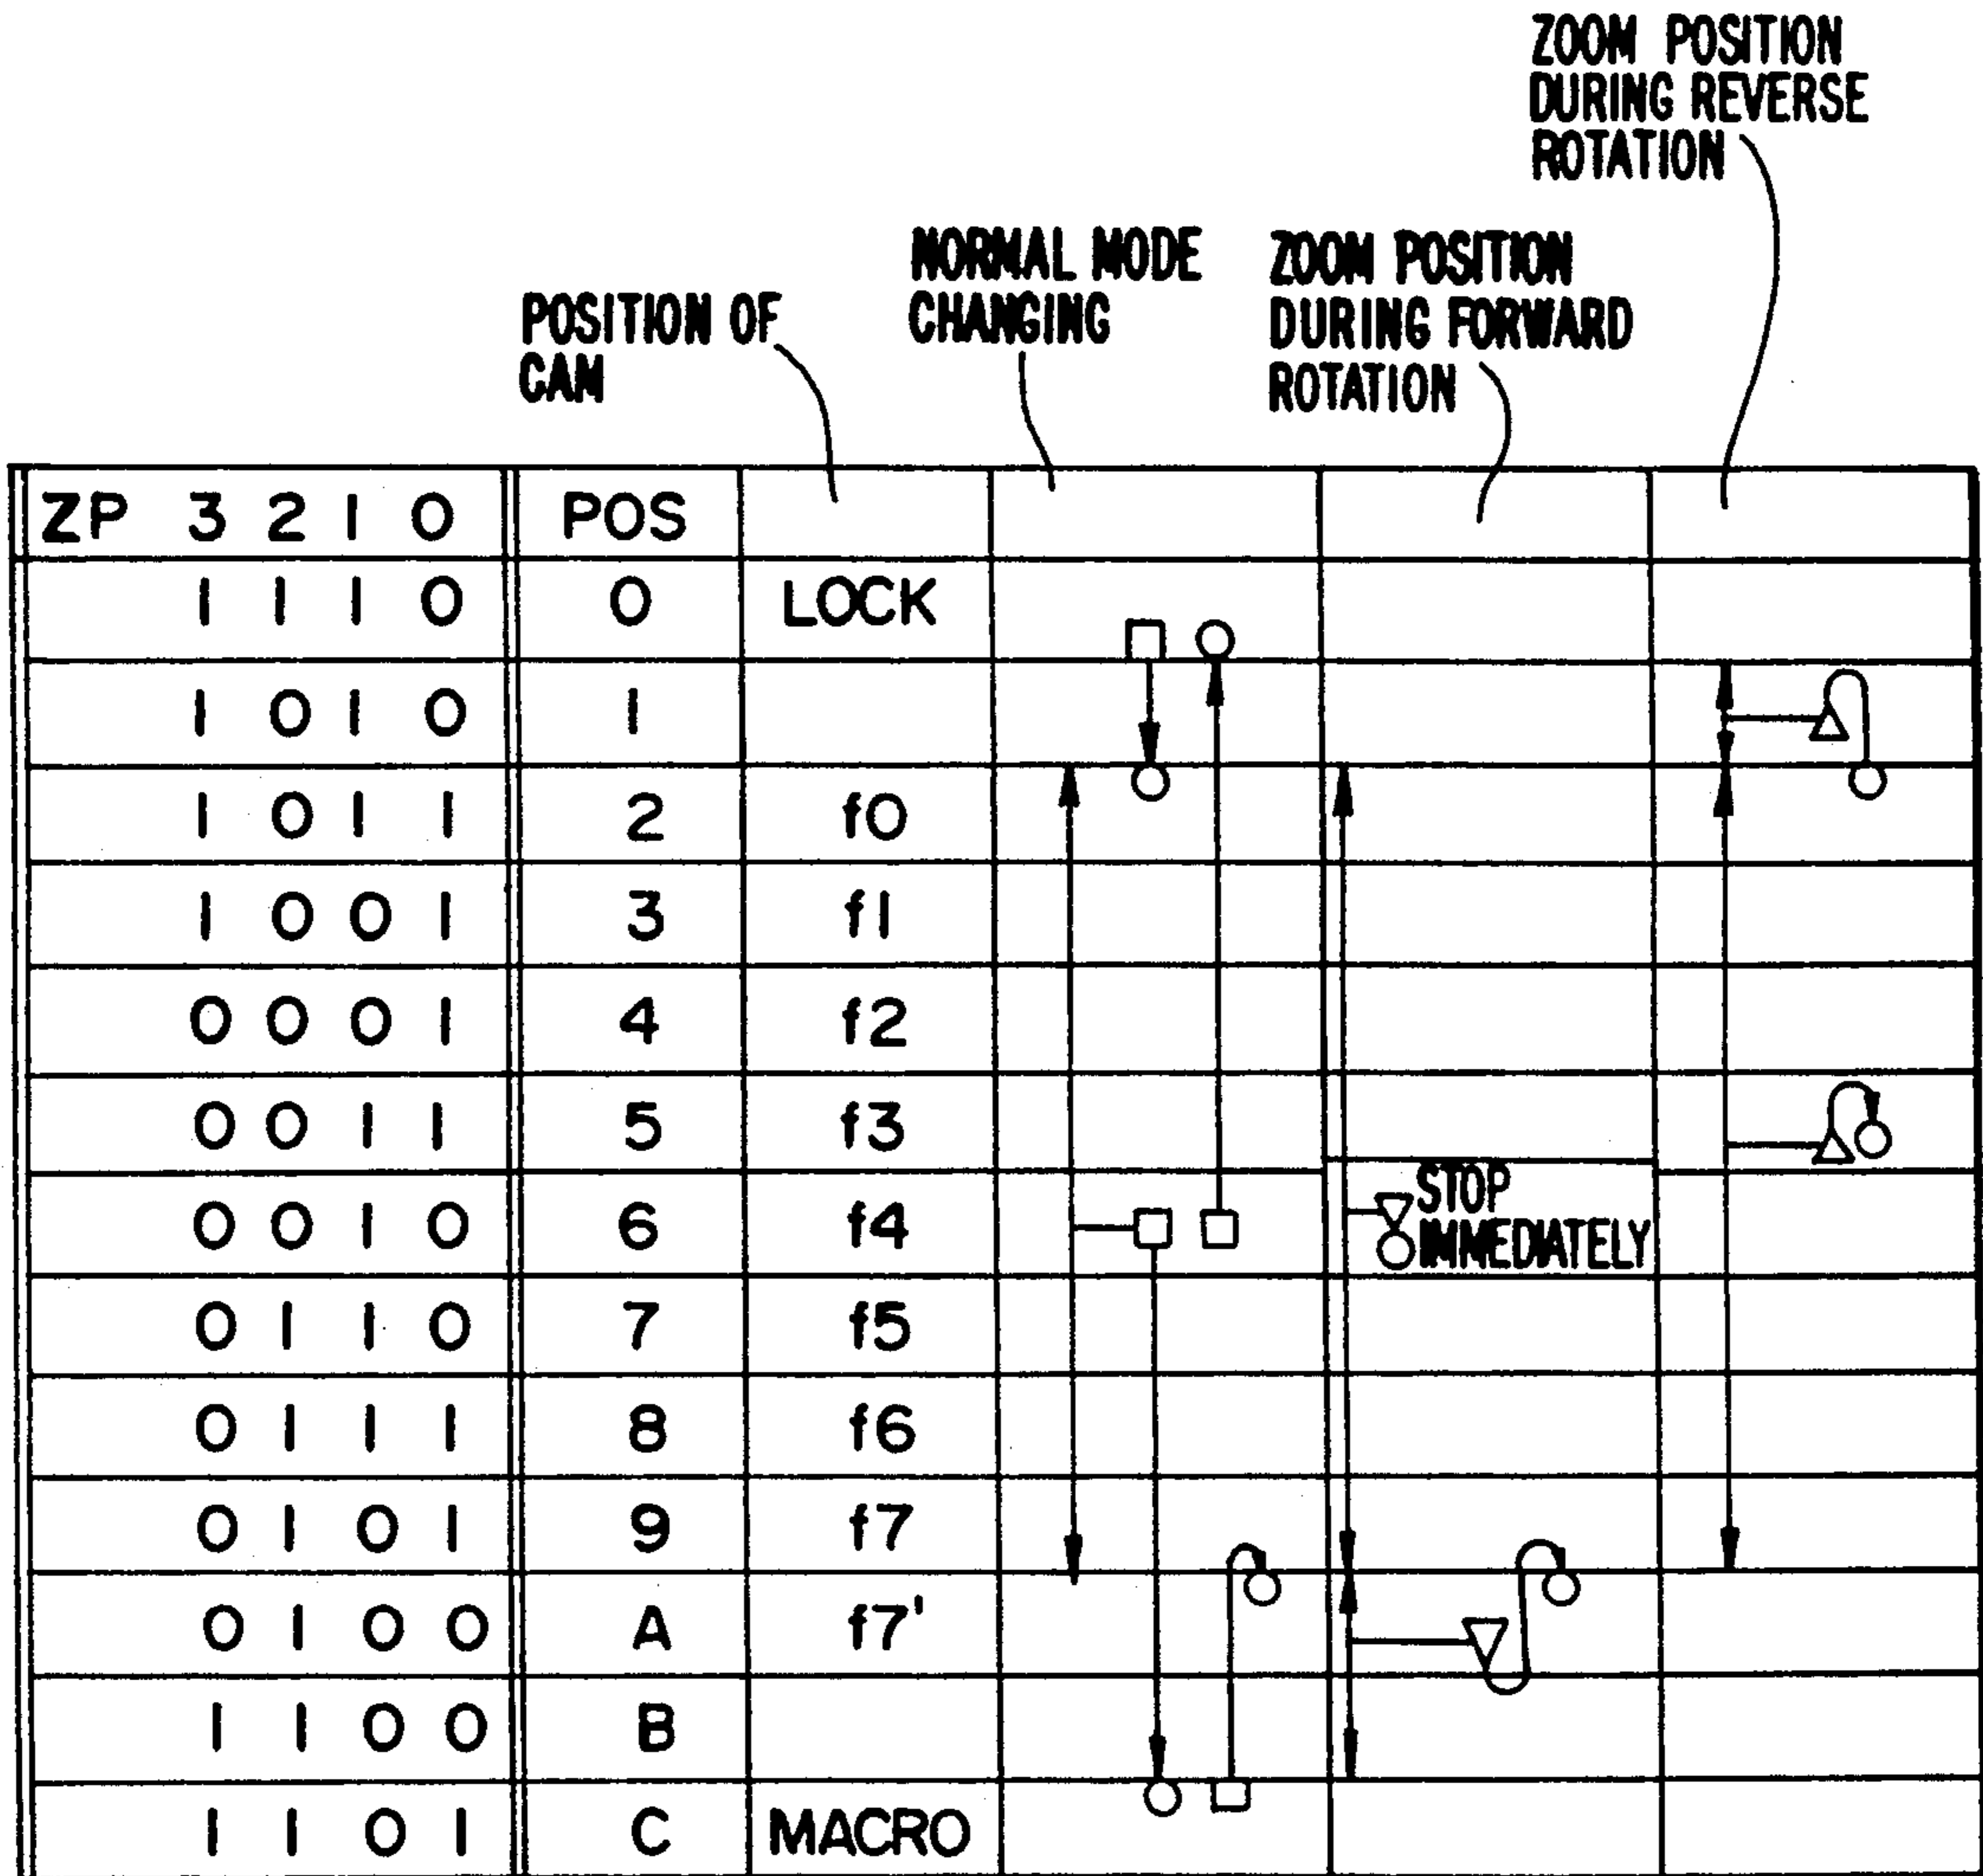 ZOOM POSITION
DURING REVERSE
ROTATION
NORMAL MODE
CHANGING
ZOOM POSITION
DURING FORWARD
ROTATION
POSITION OF
CAM
ZP 3 2 1 0 POS
1 1 1 0 0 LOCK
1 0 1 0 1
1 0 1 1 2 f0
1 0 0 1 3 f1
0 0 0 1 4 f2
0 0 1 1 5 f3
0 0 1 0 6 f4 STOP
IMMEDIATELY
0 1 1 0 7 f5
0 1 1 1 8 f6
0 1 0 1 9 f7
0 1 0 0 A f7'
1 1 0 0 B
1 1 0 1 C MACRO